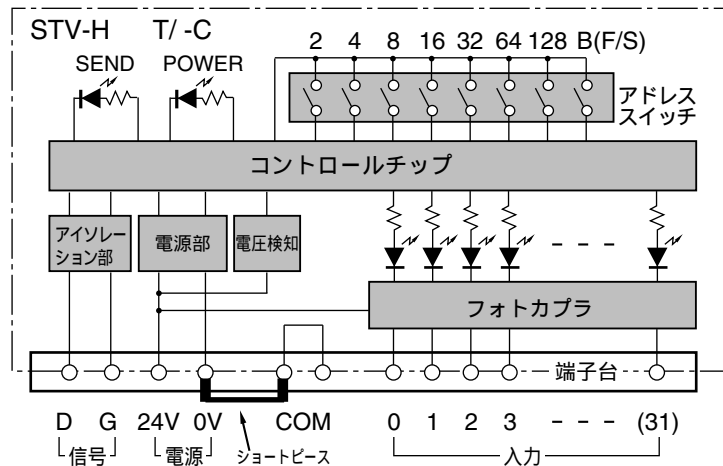 STV-H T/ -C
2 4 8 16 32 64 128 B(F/S)
SEND POWER
アドレス
スイッチ
コントロールチップ
アイソレー
ション部
電源部
電圧検知
フォトカプラ
端子台
D G 24V 0V COM 0 1 2 3 - - - (31)
信号 電源 ショートピース 入力